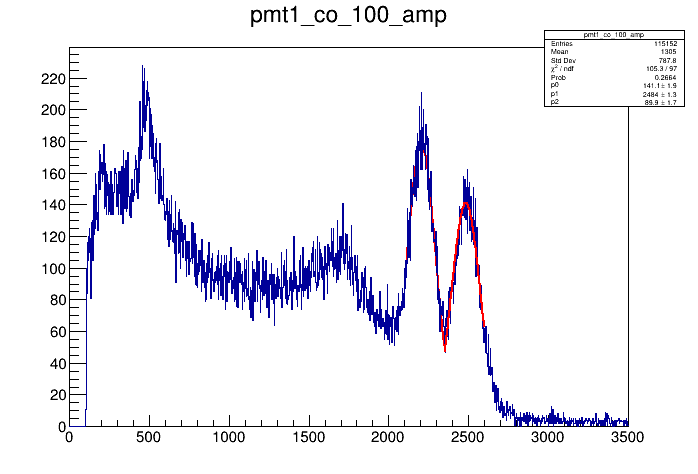 pmt1_co_100_amp
pmt1_co_100_amp
Entries 115152
Mean 1305
Std Dev 787.8
χ² / ndf 105.3 / 97
Prob 0.2664
p0 141.1 ± 1.9
p1 2484 ± 1.3
p2 89.9 ± 1.7
220
200
180
160
140
120
100
80
60
40
20
0
0 500 1000 1500 2000 2500 3000 3500